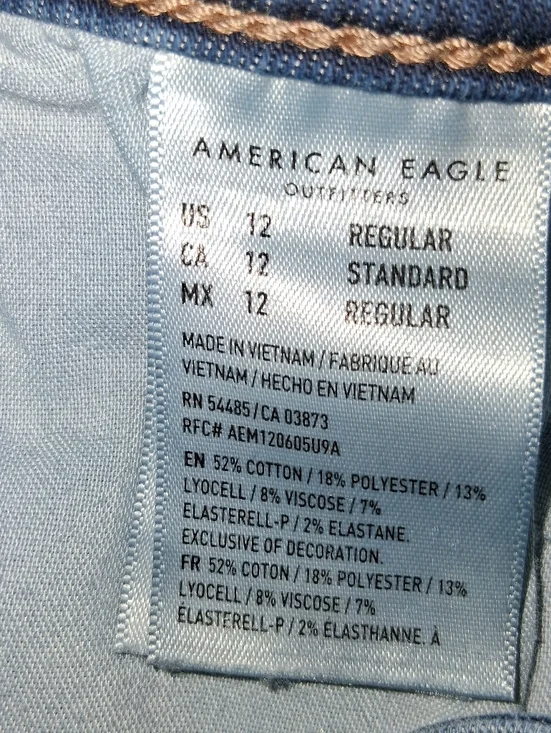 AMERICAN EAGLE
OUTFITTERS
US 12 REGULAR
CA 12 STANDARD
MX 12 REGULAR
MADE IN VIETNAM / FABRIQUE AU
VIETNAM / HECHO EN VIETNAM
RN 54485 / CA 03873
RFC# AEM120605U9A
EN 52% COTTON / 18% POLYESTER / 13%
LYOCELL / 8% VISCOSE / 7%
ELASTERELL-P / 2% ELASTANE.
EXCLUSIVE OF DECORATION.
FR 52% COTON / 18% POLYESTER / 13%
LYOCELL / 8% VISCOSE / 7%
ÉLASTERELL-P / 2% ÉLASTHANNE. À